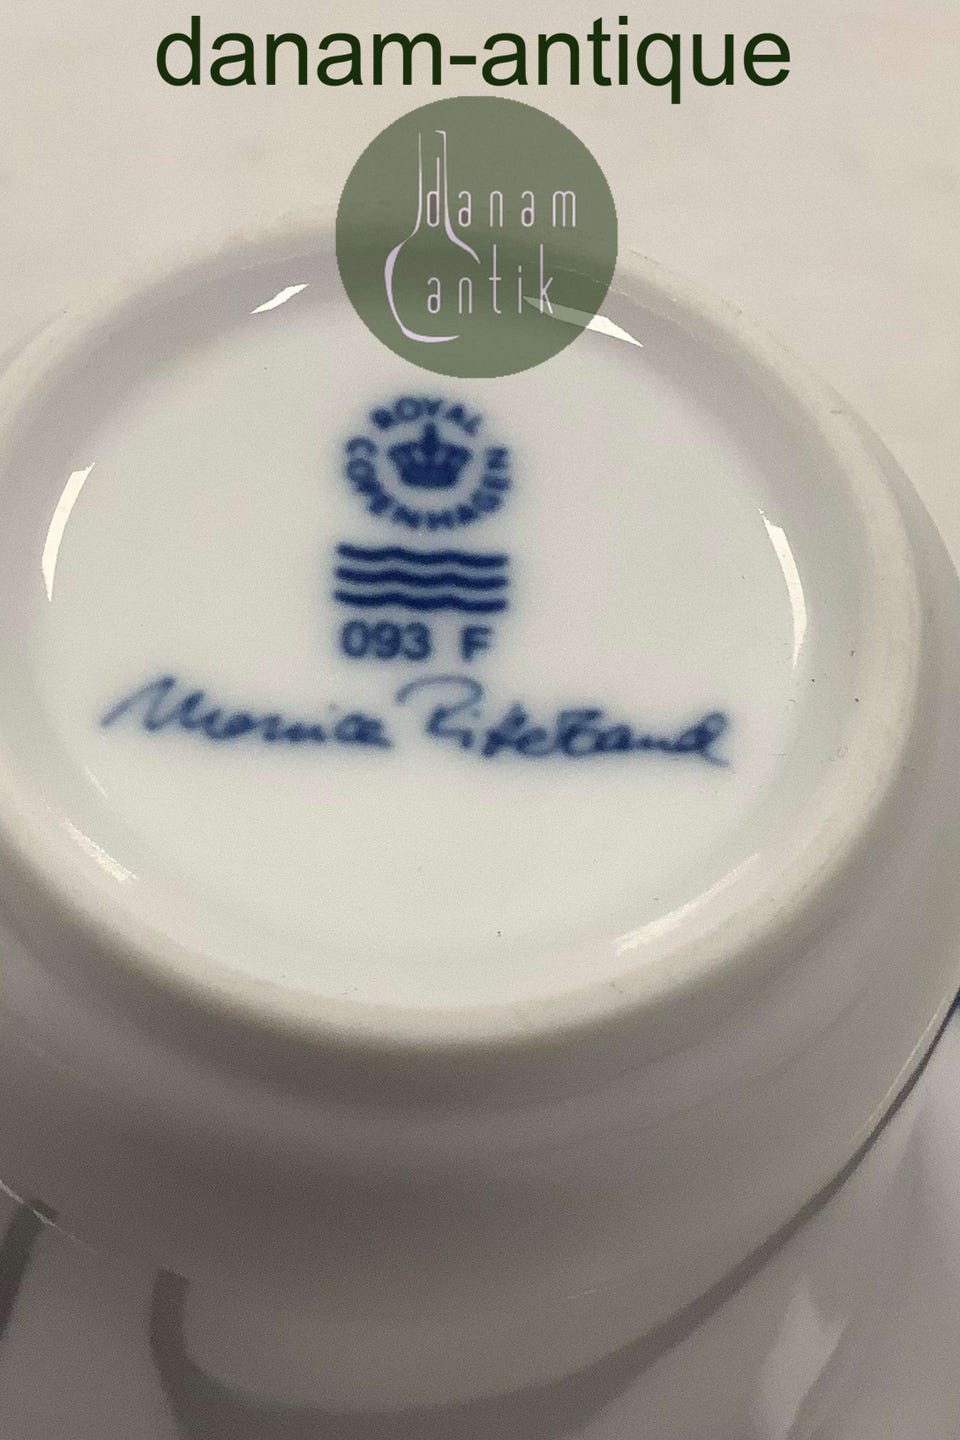 danam-antique
danam
antik
ROYAL
COPENHAGEN
093 F
Monica Ritterband